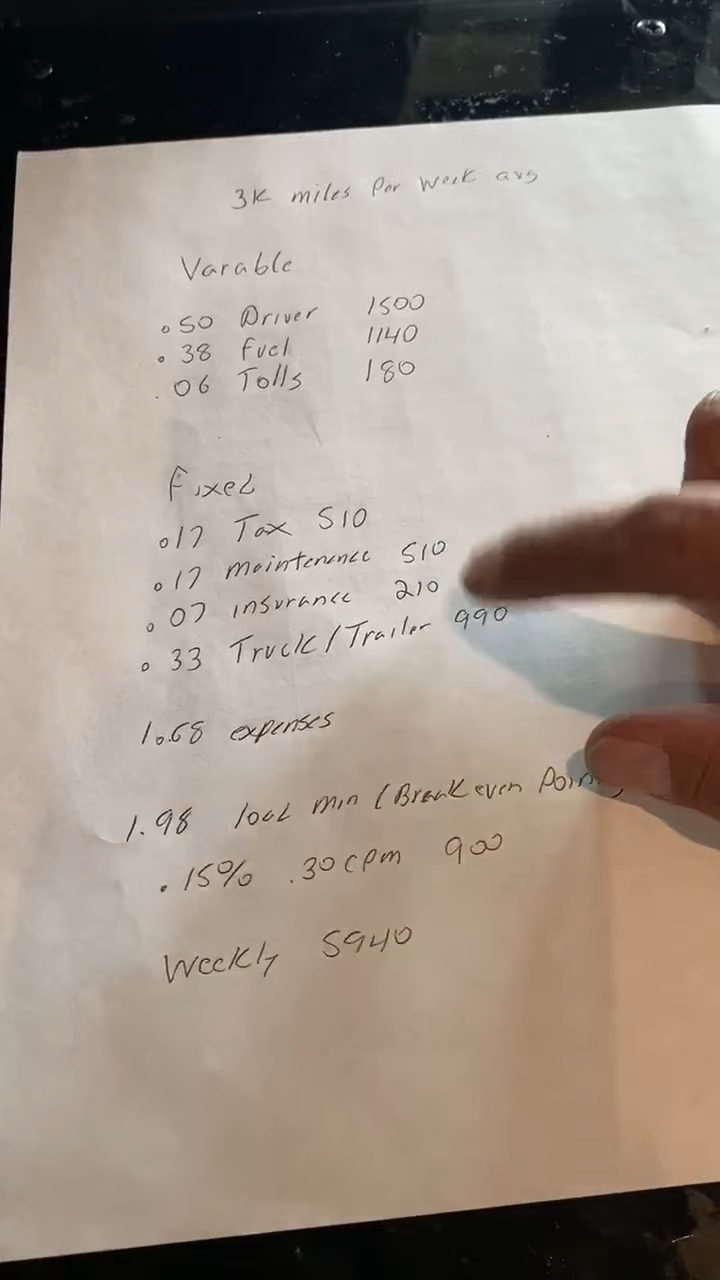 3K miles Per Week avg
Varable
.50 Driver 1500
.38 fuel 1140
.06 Tolls 180
Fixed
.17 Tax 510
.17 maintenence 510
.07 insurance 210
.33 Truck/Trailer 990
1.68 expenses
1.98 load min (Break even Poin
.15% .30 cpm 900
Weekly 5940